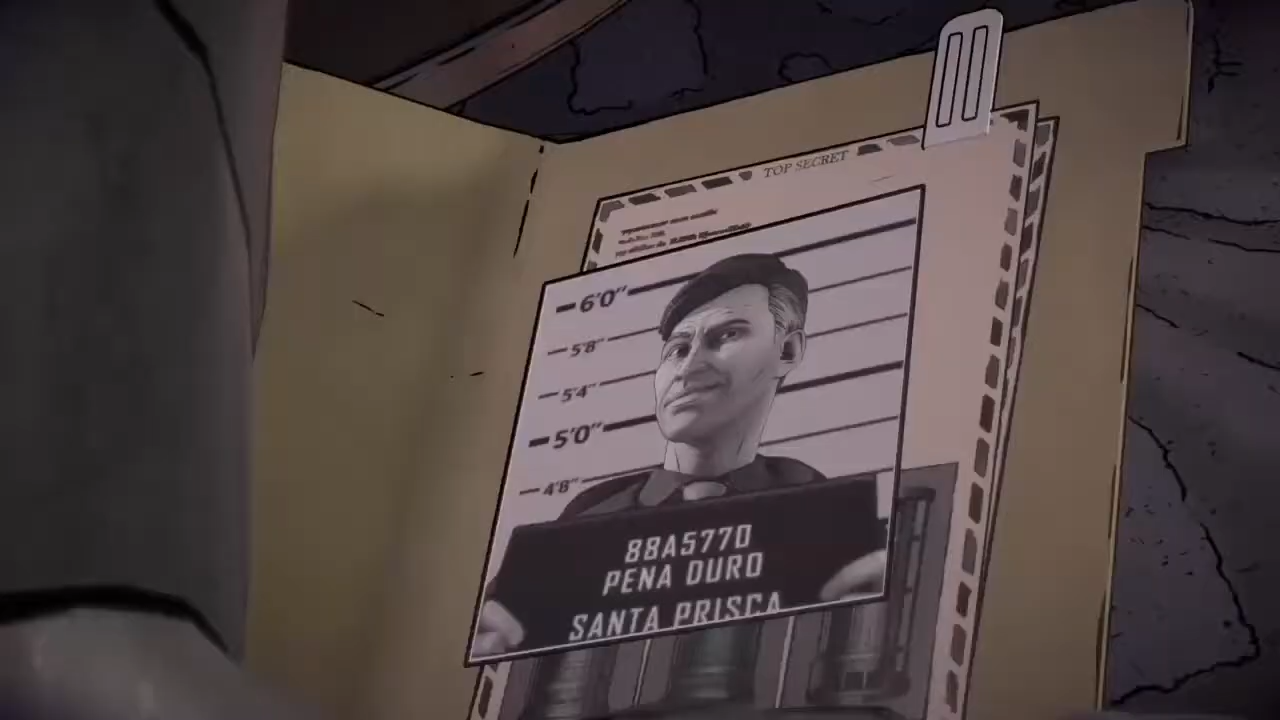 TOP SECRET
6'0"
5'8"
5'4"
5'0"
4'8"
88A5770
PENA DURO
SANTA PRISCA